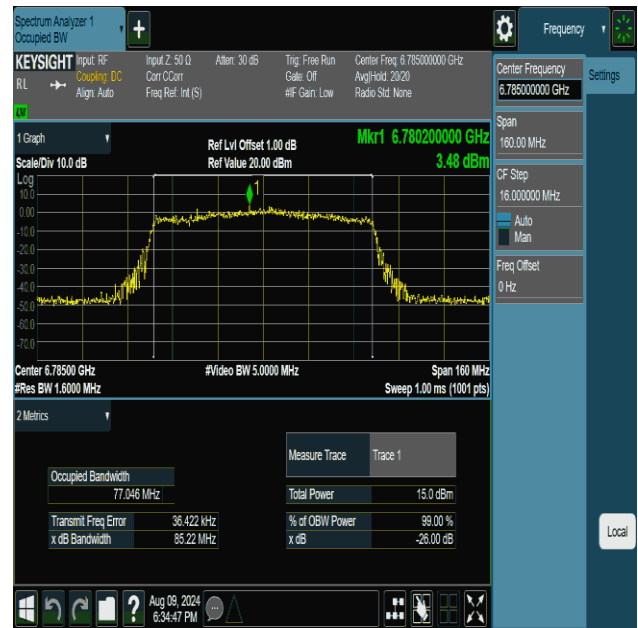 Spectrum Analyzer 1
Occupied BW
Frequency
KEYSIGHT
RL
Input: RF
Coupling: DC
Align: Auto
Input Z: 50 Ω
Corr CCorr
Freq Ref: Int (S)
Atten: 30 dB
Trig: Free Run
Gate: Off
#IF Gain: Low
Center Freq: 6.785000000 GHz
Avg|Hold: 20/20
Radio Std: None
Center Frequency
6.785000000 GHz
Settings
Span
160.00 MHz
CF Step
16.000000 MHz
Auto
Man
Freq Offset
0 Hz
Local
1 Graph
Ref Lvl Offset 1.00 dB
Mkr1 6.780200000 GHz
Scale/Div 10.0 dB
Ref Value 20.00 dBm
3.48 dBm
Log
10.0
0.00
-10.0
-20.0
-30.0
-40.0
-50.0
-60.0
-70.0
1
Center 6.78500 GHz
#Video BW 5.0000 MHz
Span 160 MHz
#Res BW 1.6000 MHz
Sweep 1.00 ms (1001 pts)
2 Metrics
Measure Trace
Trace 1
Occupied Bandwidth
77.046 MHz
Total Power
15.0 dBm
Transmit Freq Error
36.422 kHz
% of OBW Power
99.00 %
x dB Bandwidth
85.22 MHz
x dB
-26.00 dB
?
Aug 09, 2024
6:34:47 PM